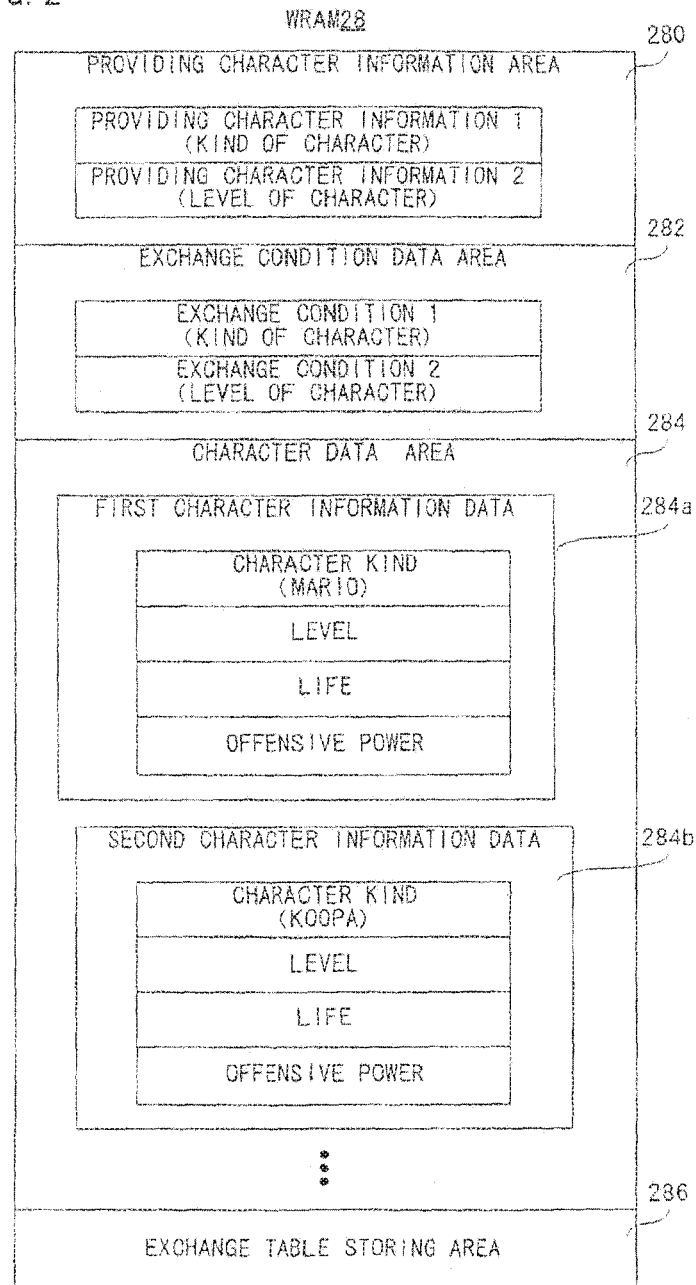 WRAM28
280
PROVIDING CHARACTER INFORMATION AREA
PROVIDING CHARACTER INFORMATION 1
(KIND OF CHARACTER)
PROVIDING CHARACTER INFORMATION 2
(LEVEL OF CHARACTER)
282
EXCHANGE CONDITION DATA AREA
EXCHANGE CONDITION 1
(KIND OF CHARACTER)
EXCHANGE CONDITION 2
(LEVEL OF CHARACTER)
284
CHARACTER DATA AREA
FIRST CHARACTER INFORMATION DATA
284a
CHARACTER KIND
(MARIO)
LEVEL
LIFE
OFFENSIVE POWER
SECOND CHARACTER INFORMATION DATA
284b
CHARACTER KIND
(KOOPA)
LEVEL
LIFE
OFFENSIVE POWER
286
EXCHANGE TABLE STORING AREA